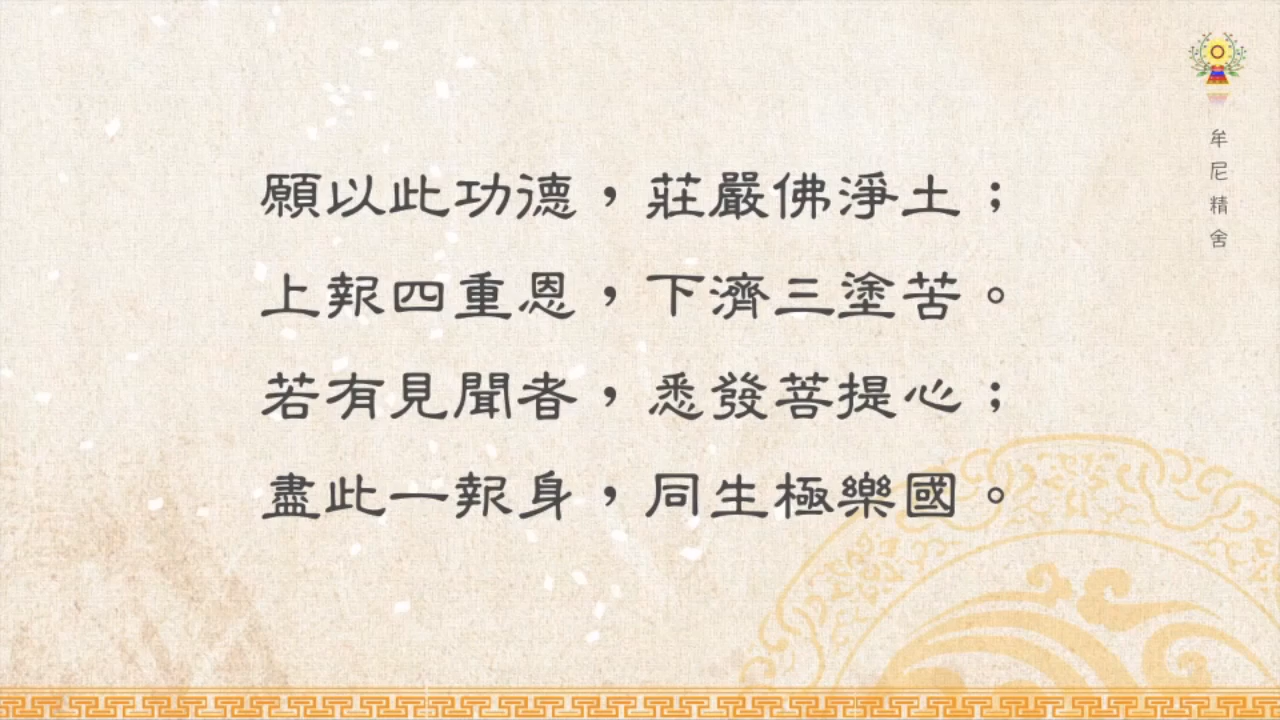 願以此功德，莊嚴佛淨土；
上報四重恩，下濟三塗苦。
若有見聞者，悉發菩提心；
盡此一報身，同生極樂國。
牟尼精舍